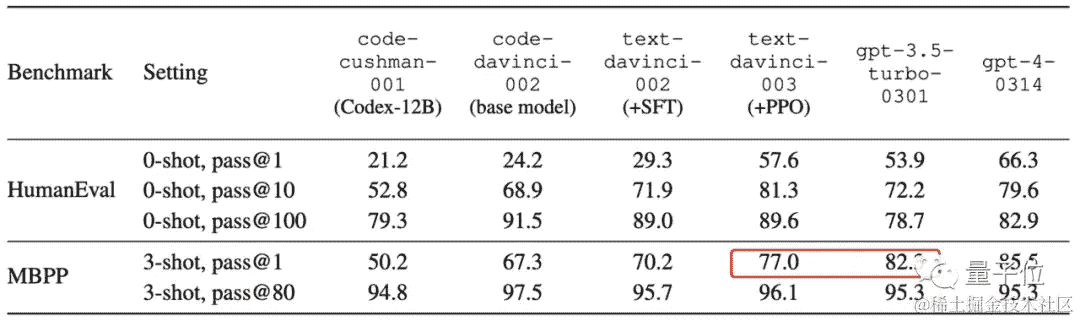 Benchmark Setting code-cushman-001 (Codex-12B) code-davinci-002 (base model) text-davinci-002 (+SFT) text-davinci-003 (+PPO) gpt-3.5-turbo-0301 gpt-4-0314
HumanEval 0-shot, pass@1 21.2 24.2 29.3 57.6 53.9 66.3
0-shot, pass@10 52.8 68.9 71.9 81.3 72.2 79.6
0-shot, pass@100 79.3 91.5 89.0 89.6 78.7 82.9
MBPP 3-shot, pass@1 50.2 67.3 70.2 77.0 85.5
3-shot, pass@80 94.8 97.5 95.7 96.1 95.3 95.3
量子位
@稀土掘金技术社区